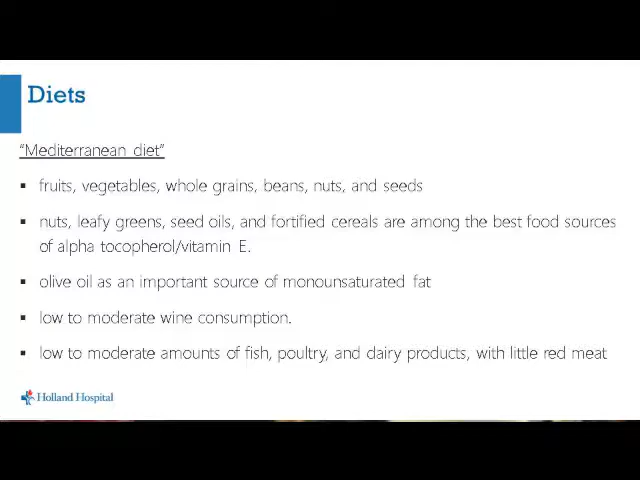 Diets
“Mediterranean diet”
▪ fruits, vegetables, whole grains, beans, nuts, and seeds
▪ nuts, leafy greens, seed oils, and fortified cereals are among the best food sources
of alpha tocopherol/vitamin E.
▪ olive oil as an important source of monounsaturated fat
▪ low to moderate wine consumption.
▪ low to moderate amounts of fish, poultry, and dairy products, with little red meat
Holland Hospital